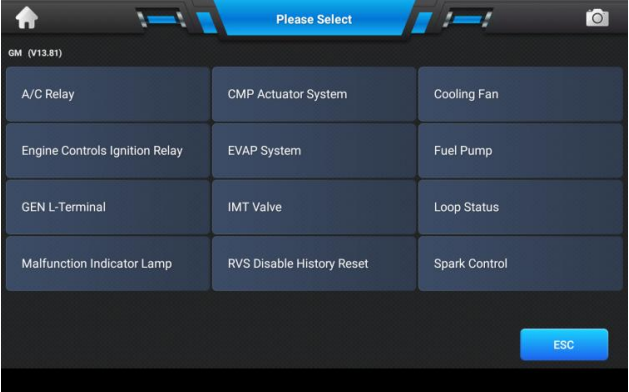 Please Select
GM (V13.81)
A/C Relay
CMP Actuator System
Cooling Fan
Engine Controls Ignition Relay
EVAP System
Fuel Pump
GEN L-Terminal
IMT Valve
Loop Status
Malfunction Indicator Lamp
RVS Disable History Reset
Spark Control
ESC